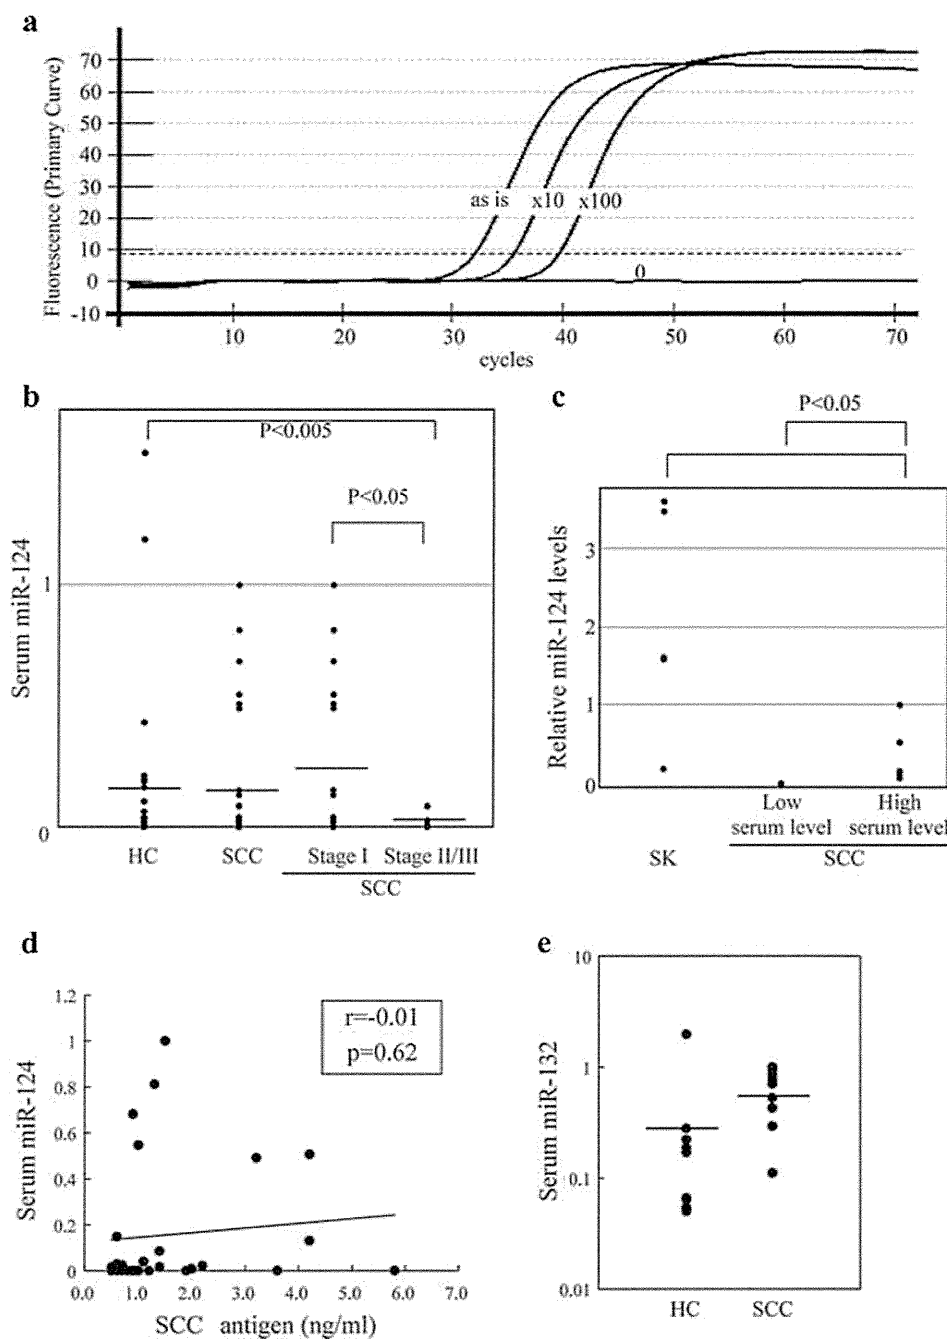 a
Fluorescence (Primary Curve)
70
60
50
40
30
20
10
0
-10
as is
x10
x100
0
10
20
30
40
50
60
70
cycles
b
Serum miR-124
P<0.005
P<0.05
1
0
HC
SCC
Stage I
Stage II/III
SCC
c
P<0.05
Relative miR-124 levels
3
2
1
0
SK
Low
serum level
High
serum level
SCC
d
Serum miR-124
1.2
1
0.8
0.6
0.4
0.2
0
r=-0.01
p=0.62
0.0
1.0
2.0
3.0
4.0
5.0
6.0
7.0
SCC antigen (ng/ml)
e
Serum miR-132
10
1
0.1
0.01
HC
SCC